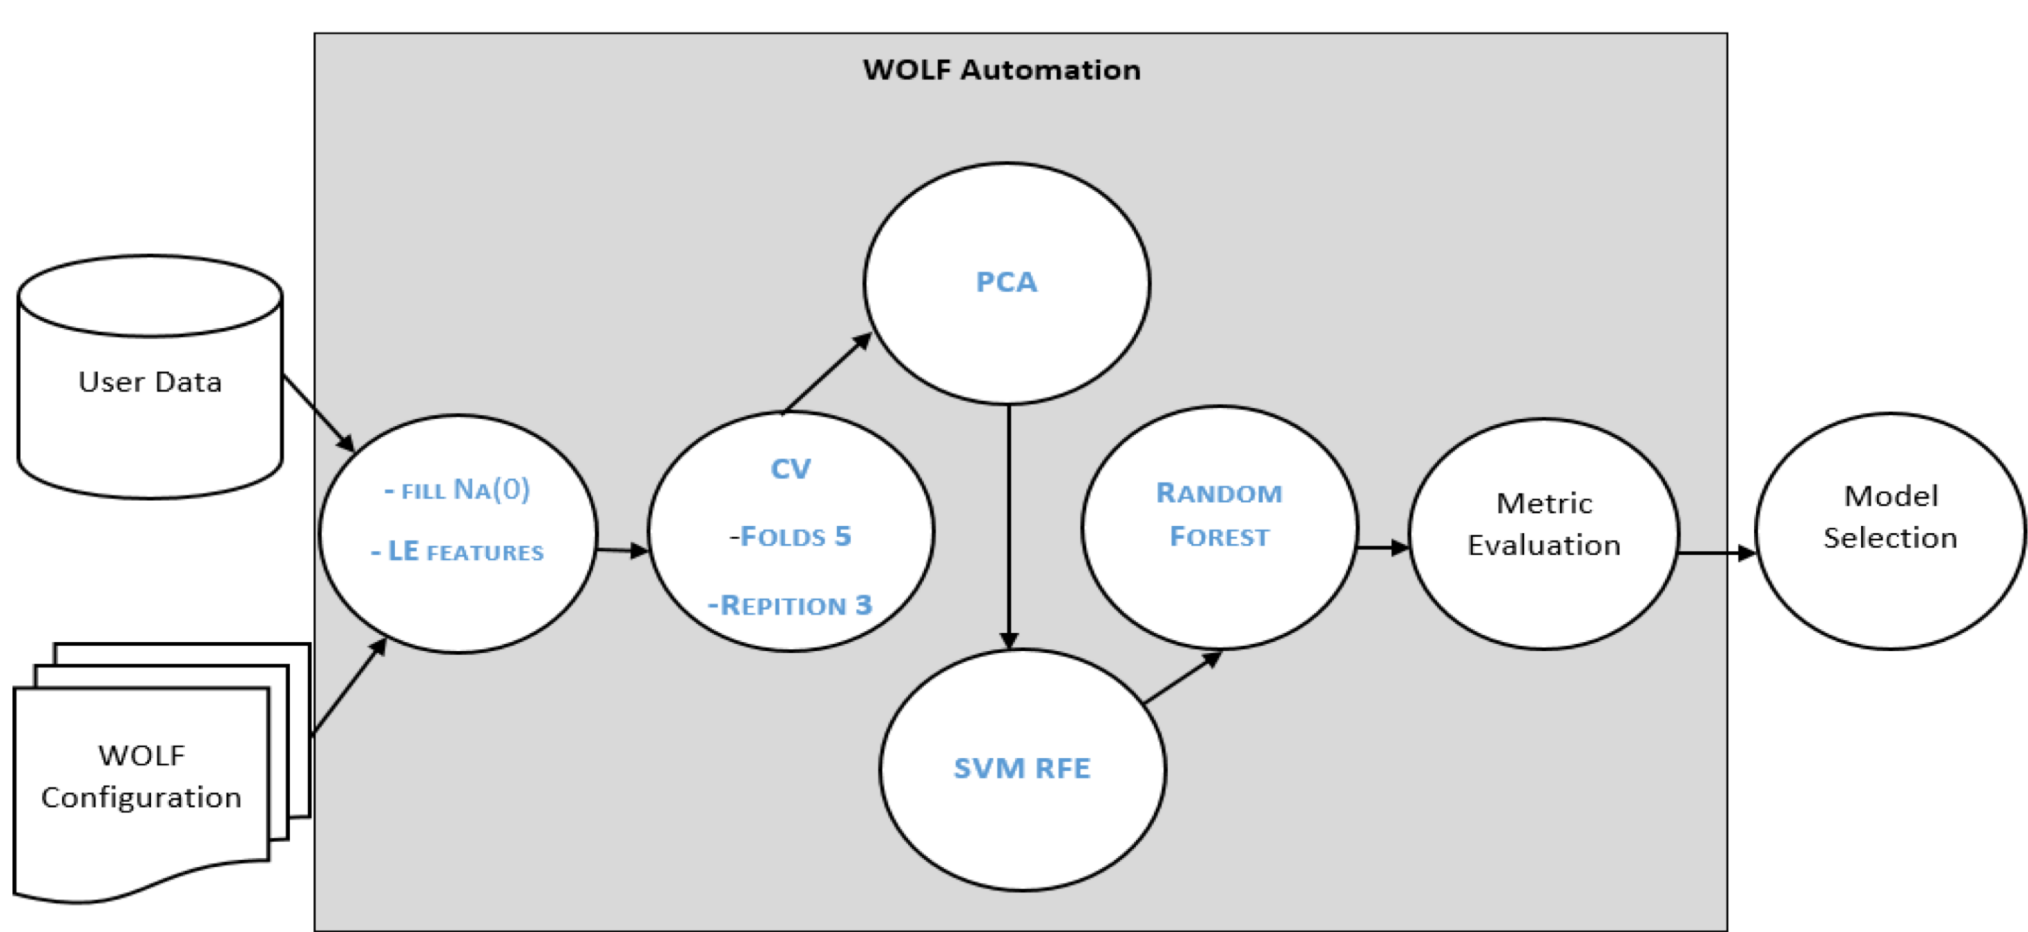 WOLF Automation
User Data
WOLF
Configuration
- FILL NA(0)
- LE FEATURES
CV
-FOLDS 5
-REPITION 3
PCA
SVM RFE
RANDOM
FOREST
Metric
Evaluation
Model
Selection